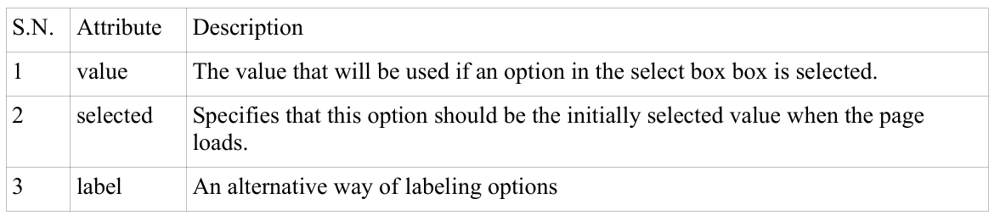 S.N. Attribute Description
1 value The value that will be used if an option in the select box box is selected.
2 selected Specifies that this option should be the initially selected value when the page
loads.
3 label An alternative way of labeling options